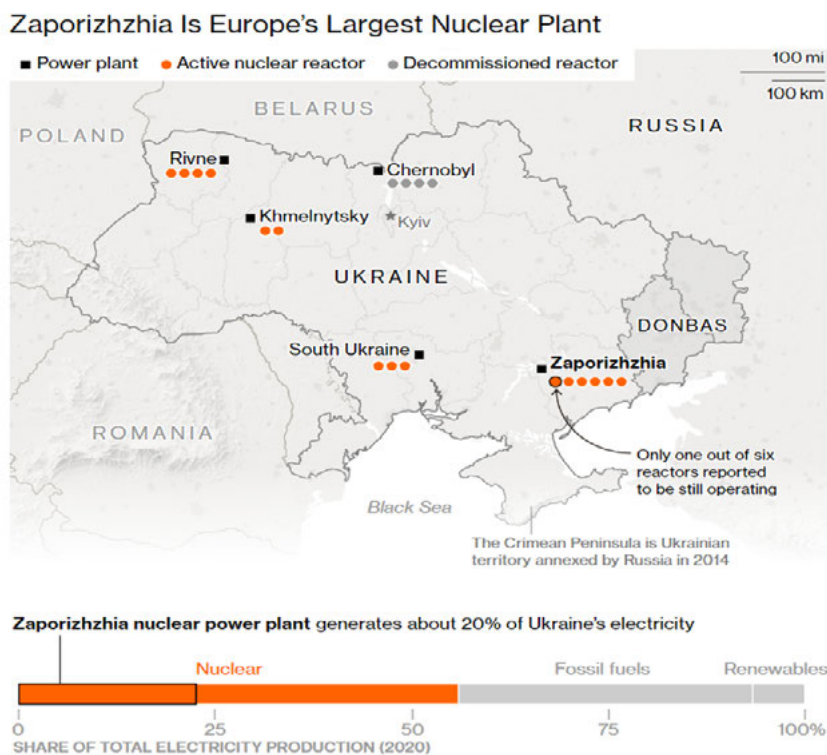 Zaporizhzhia Is Europe's Largest Nuclear Plant
Power plant Active nuclear reactor Decommissioned reactor
100 mi
100 km
BELARUS
POLAND
RUSSIA
Rivne
Chernobyl
Khmelnytsky
Kyiv
UKRAINE
DONBAS
South Ukraine
Zaporizhzhia
ROMANIA
Only one out of six
reactors reported
to be still operating
Black Sea
The Crimean Peninsula is Ukrainian
territory annexed by Russia in 2014
Zaporizhzhia nuclear power plant generates about 20% of Ukraine's electricity
Nuclear Fossil fuels Renewables
0 25 50 75 100%
SHARE OF TOTAL ELECTRICITY PRODUCTION (2020)